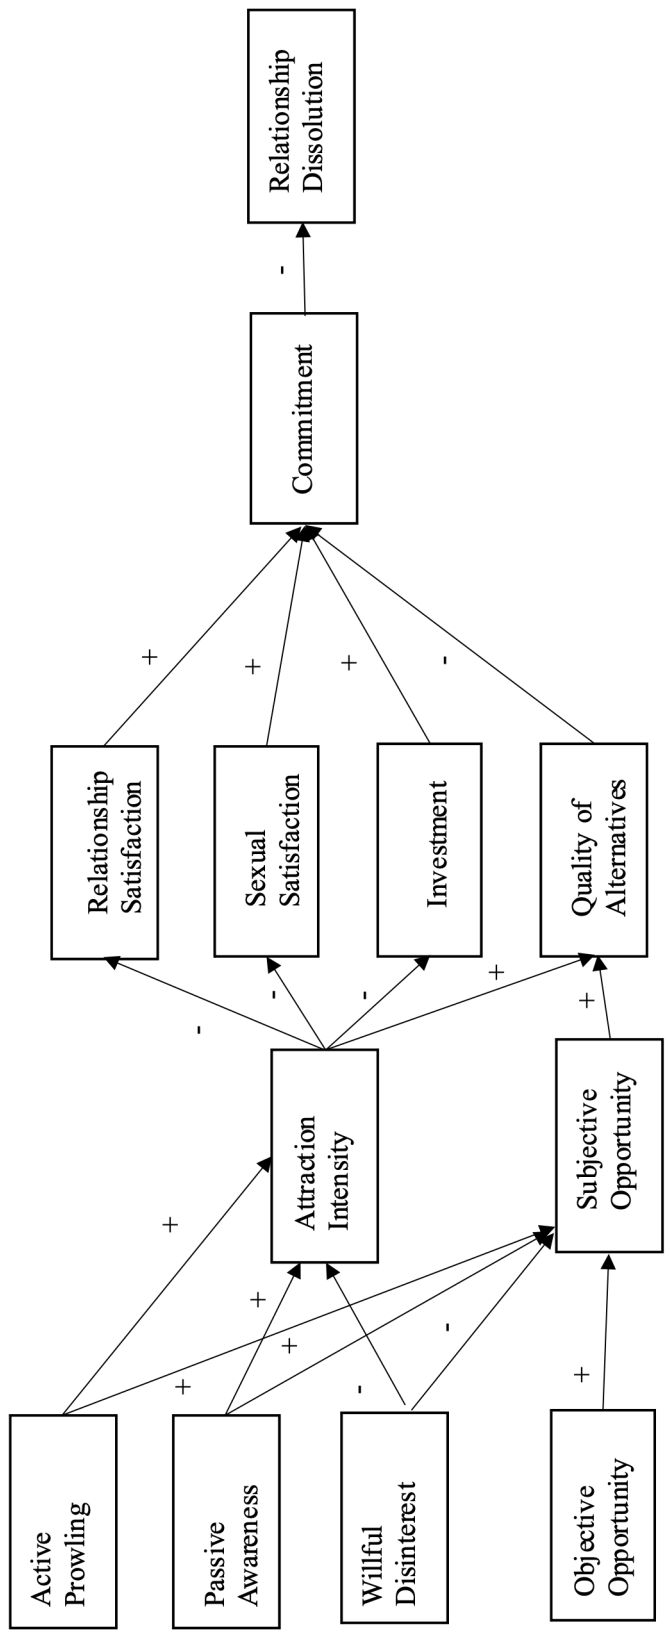 Active
Prowling
Passive
Awareness
Willful
Disinterest
Objective
Opportunity
+
+
+
+
-
-
+
Attraction
Intensity
Subjective
Opportunity
-
-
-
+
+
Relationship
Satisfaction
Sexual
Satisfaction
Investment
Quality of
Alternatives
+
+
+
-
Commitment
-
Relationship
Dissolution